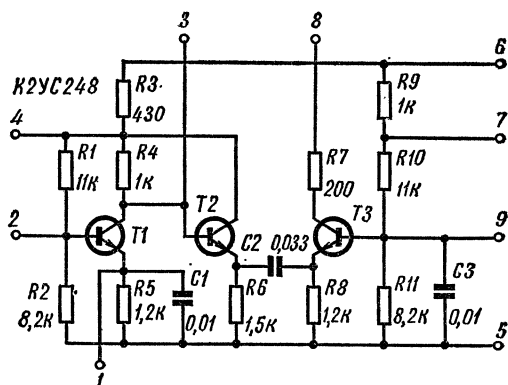 К2УС248
3
8
6
R3
430
R9
1к
4
7
R1
11к
R4
1к
R7
200
R10
11к
2
T1
T2
C2
0,033
T3
9
R2
8,2к
R5
1,2к
C1
0,01
R6
1,5к
R8
1,2к
R11
8,2к
C3
0,01
5
1